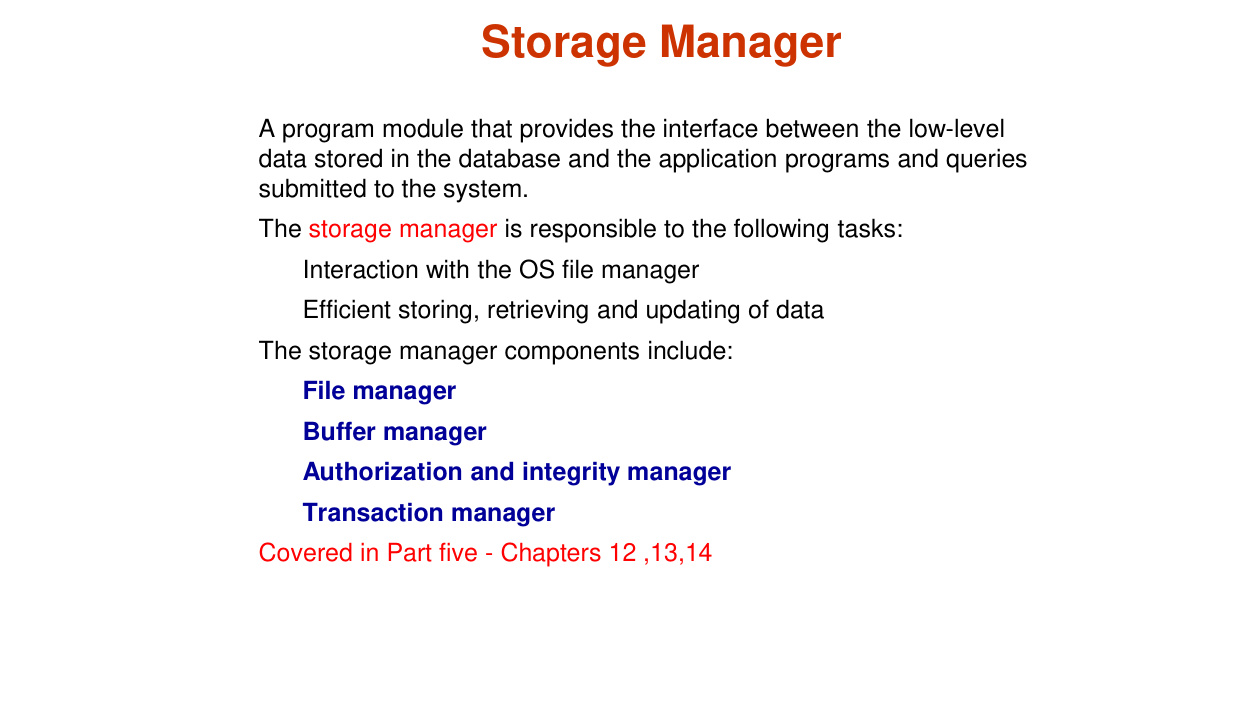 Storage Manager
A program module that provides the interface between the low-level
data stored in the database and the application programs and queries
submitted to the system.
The storage manager is responsible to the following tasks:
Interaction with the OS file manager
Efficient storing, retrieving and updating of data
The storage manager components include:
File manager
Buffer manager
Authorization and integrity manager
Transaction manager
Covered in Part five - Chapters 12 ,13,14